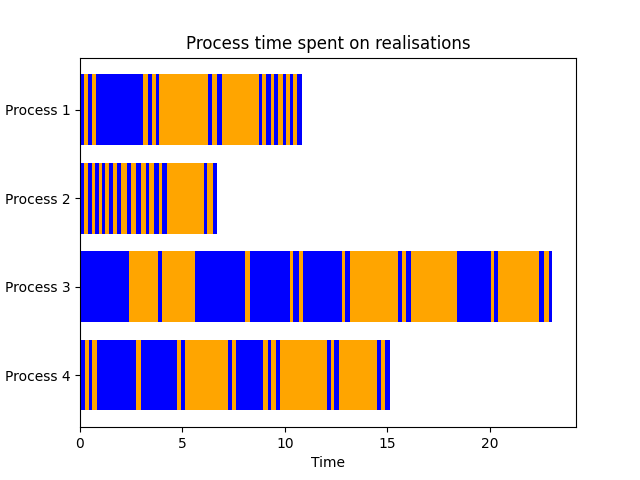 Process time spent on realisations
Process 1
Process 2
Process 3
Process 4
0 5 10 15 20
Time